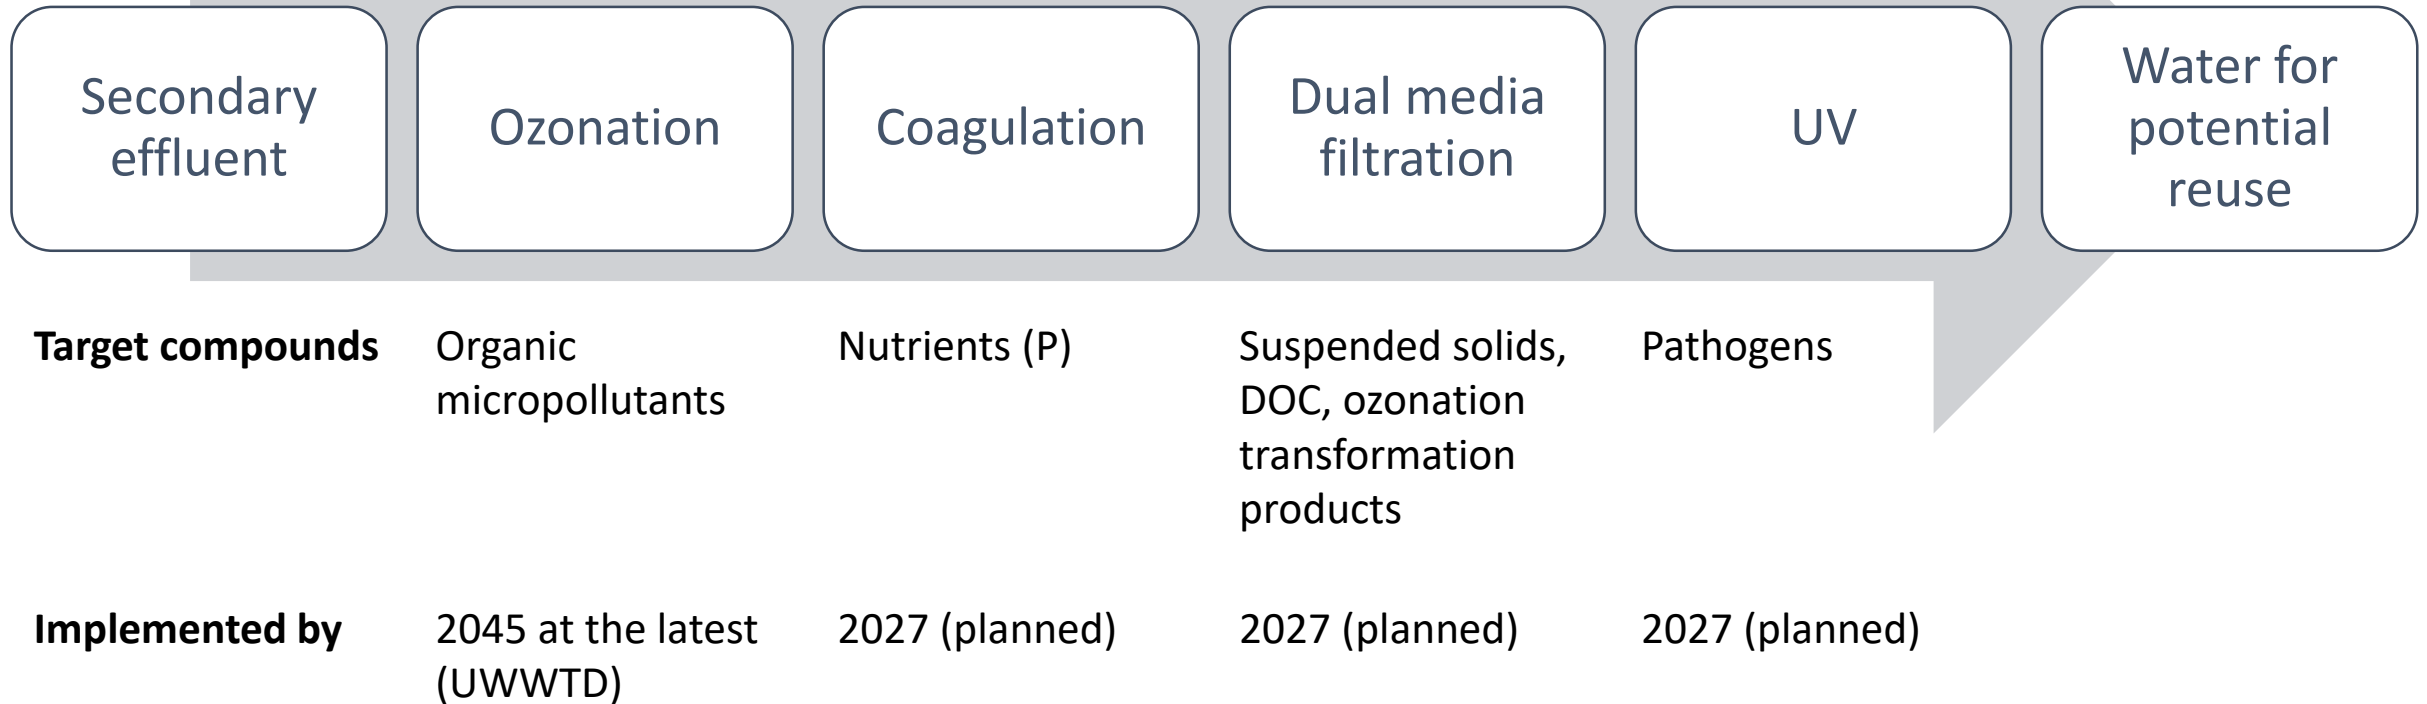 Secondary
effluent
Ozonation
Coagulation
Dual media
filtration
UV
Water for
potential
reuse
Target compounds
Organic
micropollutants
Nutrients (P)
Suspended solids,
DOC, ozonation
transformation
products
Pathogens
Implemented by
2045 at the latest
(UWWTD)
2027 (planned)
2027 (planned)
2027 (planned)